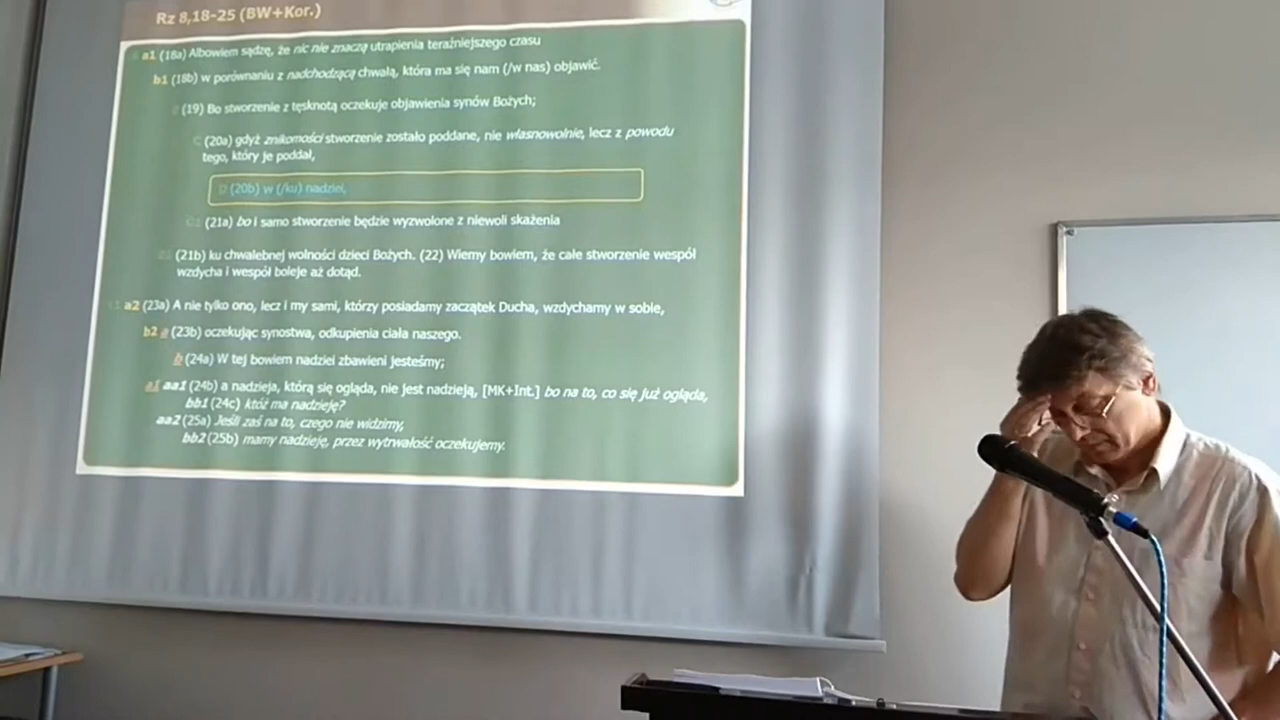 Rz 8,18-25 (BW+Kor.)
a1 (18a) Albowiem sądzę, że nic nie znaczą utrapienia teraźniejszego czasu
b1 (18b) w porównaniu z nadchodzącą chwałą, która ma się nam (/w nas) objawić.
(19) Bo stworzenie z tęsknotą oczekuje objawienia synów Bożych;
C (20a) gdyż znikomości stworzenie zostało poddane, nie własnowolnie, lecz z powodu
tego, który je poddał,
D (20b) w (/ku) nadziei,
C1 (21a) bo i samo stworzenie będzie wyzwolone z niewoli skażenia
(21b) ku chwalebnej wolności dzieci Bożych. (22) Wiemy bowiem, że całe stworzenie wespół
wzdycha i wespół boleje aż dotąd.
a2 (23a) A nie tylko ono, lecz i my sami, którzy posiadamy zaczątek Ducha, wzdychamy w sobie,
b2 a (23b) oczekując synostwa, odkupienia ciała naszego.
b (24a) W tej bowiem nadziei zbawieni jesteśmy;
a1 aa1 (24b) a nadzieja, którą się ogląda, nie jest nadzieją, [MK+Int.] bo na to, co się już ogląda,
bb1 (24c) któż ma nadzieję?
aa2 (25a) Jeśli zaś na to, czego nie widzimy,
bb2 (25b) mamy nadzieję, przez wytrwałość oczekujemy.